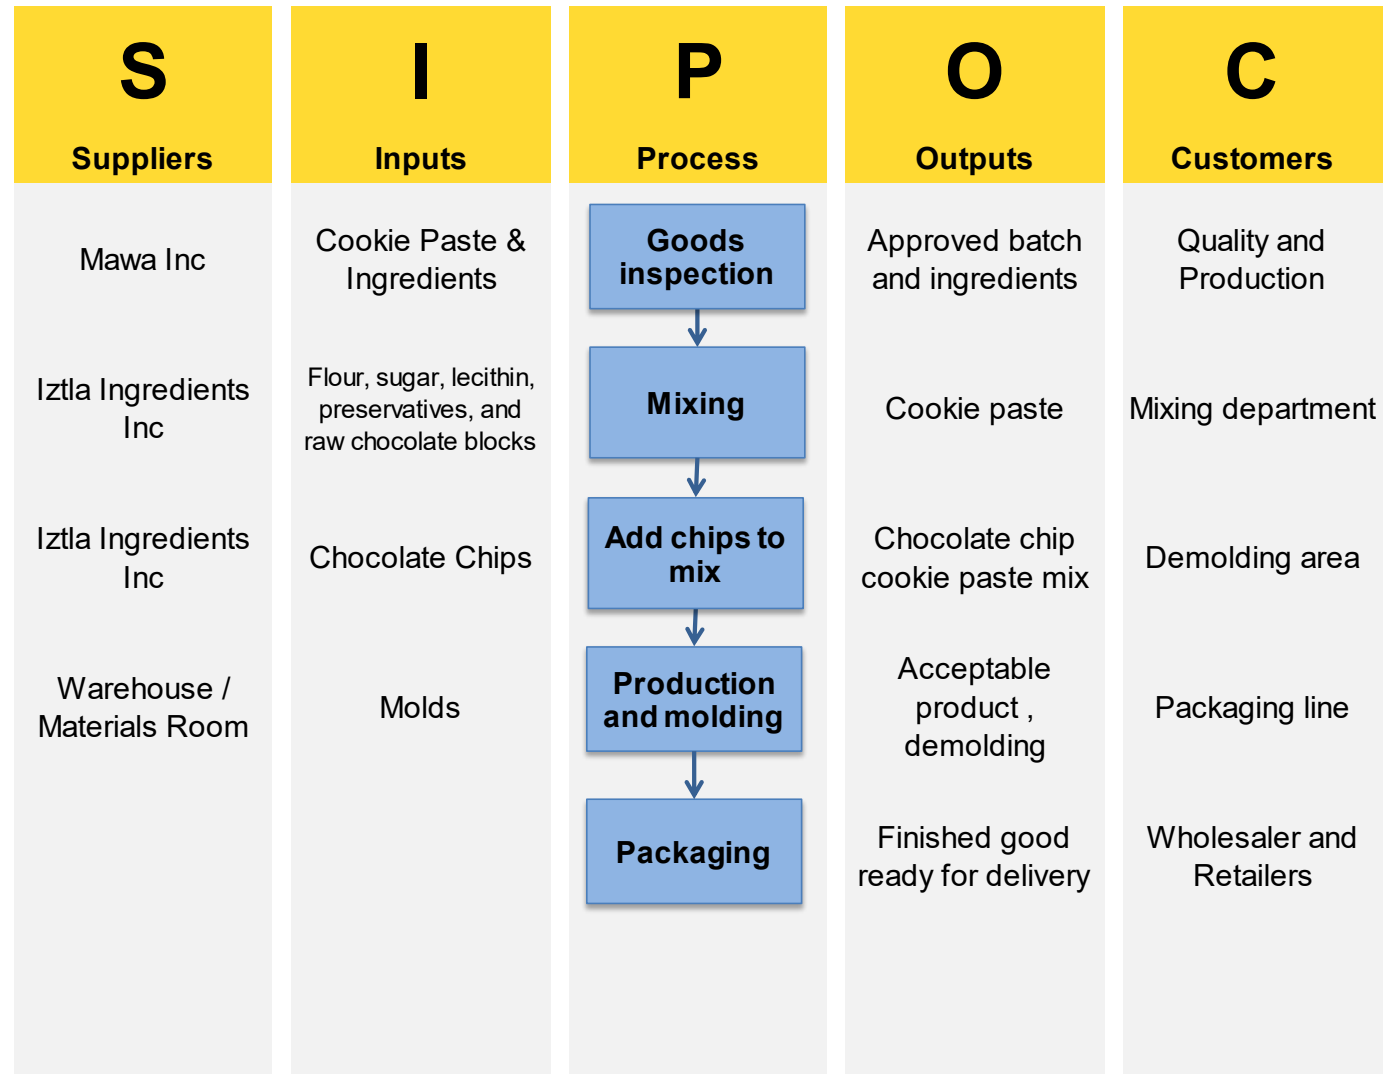 S
I
P
O
C
Suppliers
Inputs
Process
Outputs
Customers
Mawa Inc
Cookie Paste &
Ingredients
Goods
inspection
Approved batch
and ingredients
Quality and
Production
Iztla Ingredients
Inc
Flour, sugar, lecithin,
preservatives, and
raw chocolate blocks
Mixing
Cookie paste
Mixing department
Iztla Ingredients
Inc
Chocolate Chips
Add chips to
mix
Chocolate chip
cookie paste mix
Demolding area
Warehouse /
Materials Room
Molds
Production
and molding
Acceptable
product ,
demolding
Packaging line
Packaging
Finished good
ready for delivery
Wholesaler and
Retailers